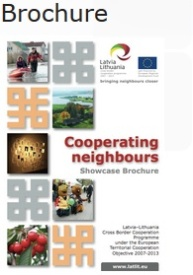 Brochure
Latvia
Lithuania
bringing neighbours closer
Cooperating
neighbours
Showcase Brochure
Latvia-Lithuania
Cross Border Cooperation
Programme
under the European
Territorial Cooperation
Objective 2007-2013
www.latlit.eu